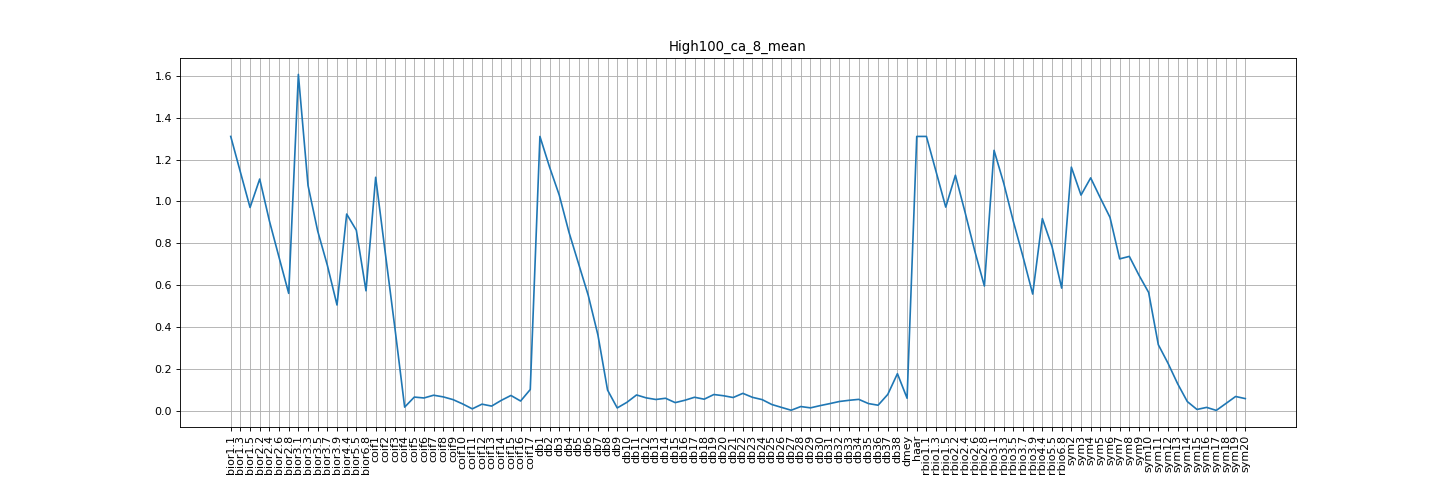 High100_ca_8_mean
1.6
1.4
1.2
1.0
0.8
0.6
0.4
0.2
0.0
bior1.1
bior1.3
bior1.5
bior2.2
bior2.4
bior2.6
bior2.8
bior3.1
bior3.3
bior3.5
bior3.7
bior3.9
bior4.4
bior5.5
bior6.8
coif1
coif2
coif3
coif4
coif5
coif6
coif7
coif8
coif9
coif10
coif11
coif12
coif13
coif14
coif15
coif16
coif17
db1
db2
db3
db4
db5
db6
db7
db8
db9
db10
db11
db12
db13
db14
db15
db16
db17
db18
db19
db20
db21
db22
db23
db24
db25
db26
db27
db28
db29
db30
db31
db32
db33
db34
db35
db36
db37
db38
dmey
haar
rbio1.1
rbio1.3
rbio1.5
rbio2.2
rbio2.4
rbio2.6
rbio2.8
rbio3.1
rbio3.3
rbio3.5
rbio3.7
rbio3.9
rbio4.4
rbio5.5
rbio6.8
sym2
sym3
sym4
sym5
sym6
sym7
sym8
sym9
sym10
sym11
sym12
sym13
sym14
sym15
sym16
sym17
sym18
sym19
sym20